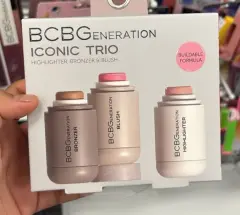 BCBGENERATION
ICONIC TRIO
HIGHLIGHTER, BRONZER & BLUSH
BUILDABLE
FORMULA
BCBGENERATION
BRONZER
BCBGENERATION
BLUSH
BCBGENERATION
HIGHLIGHTER